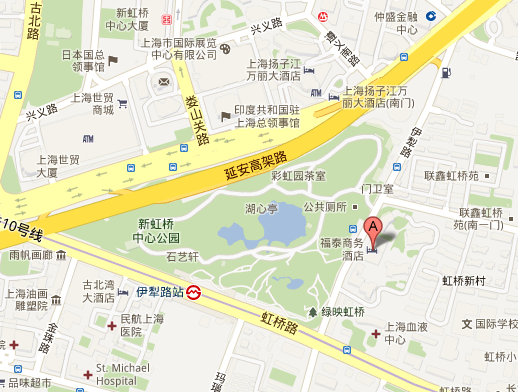 古北路
新虹桥
中心大厦
兴义路
仲盛金融
中心
日本国总
领事馆
上海市国际展览
中心有限公司
上海扬子江
万丽大酒店
上海扬子江万
丽大酒店(南门)
兴义路
上海世贸
商城
ATM
娄山关路
印度共和国驻
上海总领事馆
ATM
伊犁路
上海世贸
大厦
延安高架路
彩虹园茶室
联鑫虹桥苑
门卫室
湖心亭
公共厕所
联鑫虹桥
苑(南一门)
新虹桥
中心公园
A
10号线
福泰商务
酒店
雨帆画廊
石艺轩
虹桥新村
古北湾
大酒店
伊犁路站
上海油画
雕塑院
金珠路
民航上海
医院
虹桥路
绿映虹桥
上海血液
中心
文 国际学校
虹桥小
St. Michael
Hospital
品味超市